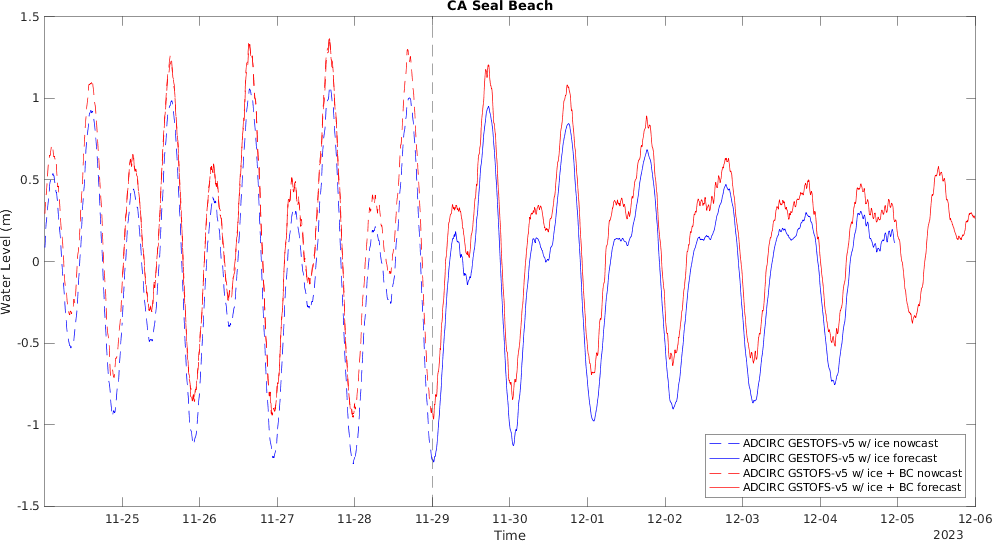 CA Seal Beach
1.5
1
0.5
0
-0.5
-1
-1.5
Water Level (m)
11-25 11-26 11-27 11-28 11-29 11-30 12-01 12-02 12-03 12-04 12-05 12-06
Time
2023
ADCIRC GESTOFS-v5 w/ ice nowcast
ADCIRC GESTOFS-v5 w/ ice forecast
ADCIRC GSTOFS-v5 w/ ice + BC nowcast
ADCIRC GSTOFS-v5 w/ ice + BC forecast